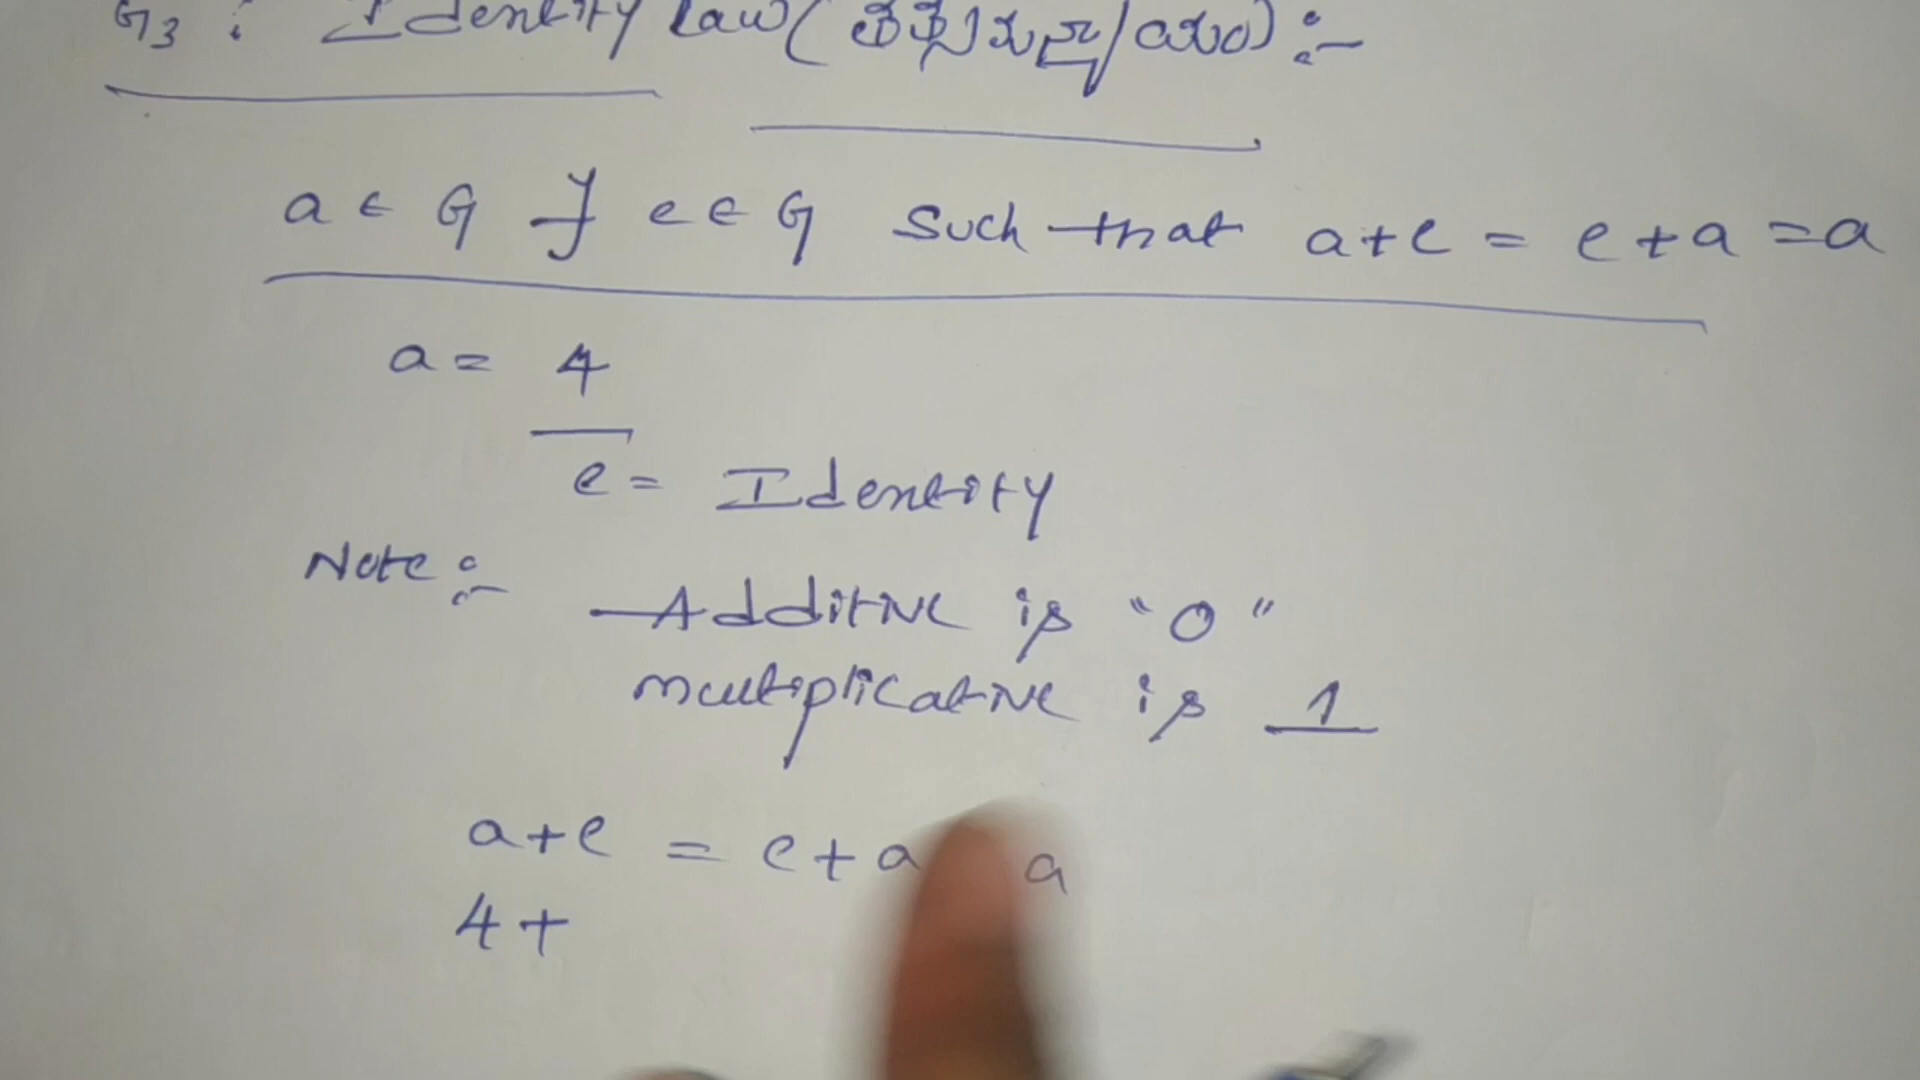 G3 : Identity law ( / ) :-
a ∈ G ∃ e ∈ G Such that a+e = e+a = a
a = 4
e = Identity
Note :-
Additive is "0"
multiplicative is 1
a+e = e+a a
4+